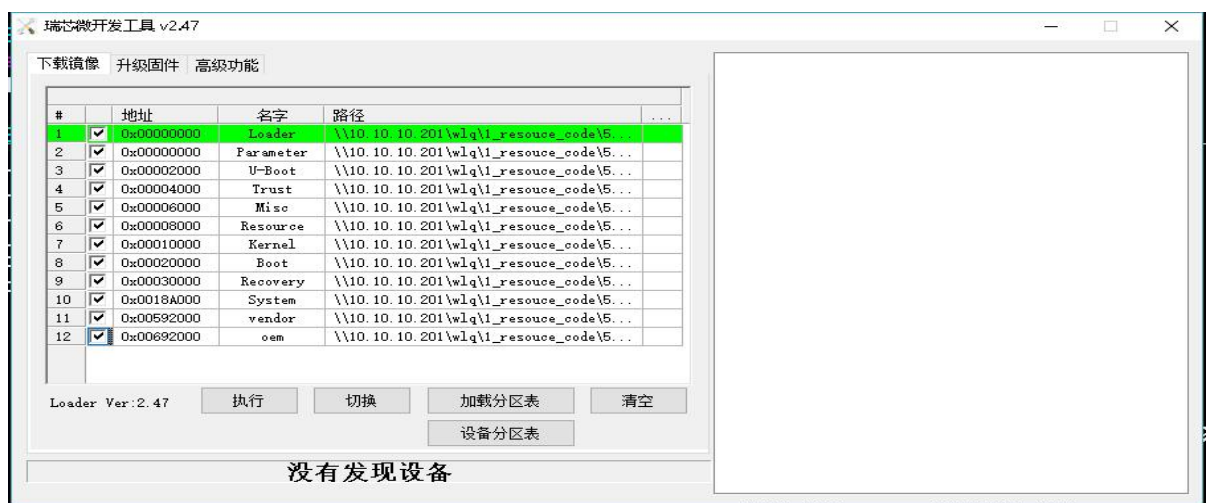 瑞芯微开发工具 v2.47
下载镜像 升级固件 高级功能
# 地址 名字 路径 ...
1 0x00000000 Loader \\10.10.10.201\wlq\1_resouce_code\5...
2 0x00000000 Parameter \\10.10.10.201\wlq\1_resouce_code\5...
3 0x00002000 U-Boot \\10.10.10.201\wlq\1_resouce_code\5...
4 0x00004000 Trust \\10.10.10.201\wlq\1_resouce_code\5...
5 0x00006000 Misc \\10.10.10.201\wlq\1_resouce_code\5...
6 0x00008000 Resource \\10.10.10.201\wlq\1_resouce_code\5...
7 0x00010000 Kernel \\10.10.10.201\wlq\1_resouce_code\5...
8 0x00020000 Boot \\10.10.10.201\wlq\1_resouce_code\5...
9 0x00030000 Recovery \\10.10.10.201\wlq\1_resouce_code\5...
10 0x0018A000 System \\10.10.10.201\wlq\1_resouce_code\5...
11 0x00592000 vendor \\10.10.10.201\wlq\1_resouce_code\5...
12 0x00692000 oem \\10.10.10.201\wlq\1_resouce_code\5...
Loader Ver:2.47 执行 切换 加载分区表 清空
设备分区表
没有发现设备